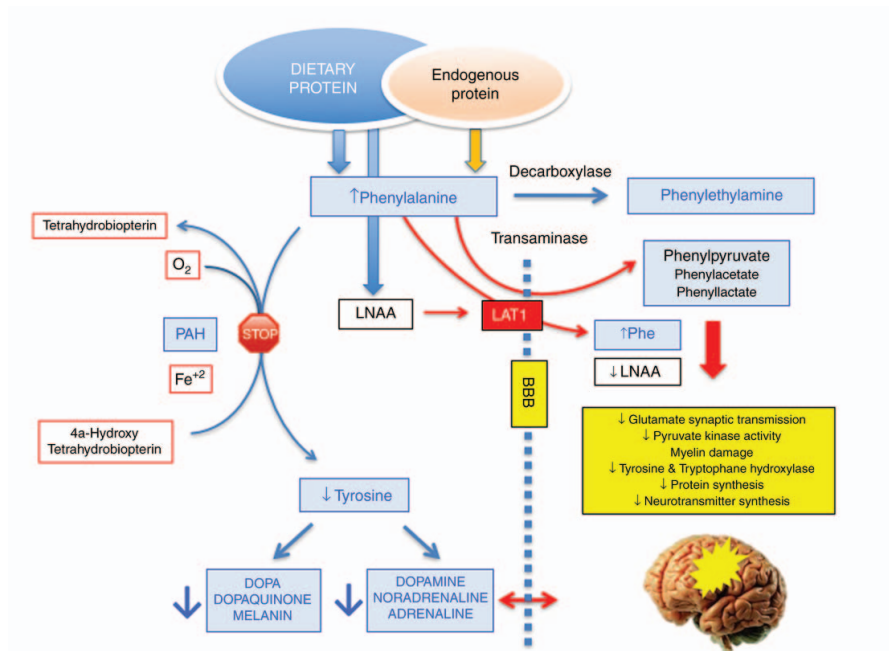 DIETARY
PROTEIN
Endogenous
protein
↑Phenylalanine
Decarboxylase
Phenylethylamine
Tetrahydrobiopterin
O₂
Transaminase
Phenylpyruvate
Phenylacetate
Phenyllactate
LNAA
LAT1
PAH
STOP
↑Phe
Fe⁺²
↓LNAA
BBB
4a-Hydroxy
Tetrahydrobiopterin
↓ Glutamate synaptic transmission
↓ Pyruvate kinase activity
Myelin damage
↓ Tyrosine & Tryptophane hydroxylase
↓ Protein synthesis
↓ Neurotransmitter synthesis
↓ Tyrosine
DOPA
DOPAQUINONE
MELANIN
DOPAMINE
NORADRENALINE
ADRENALINE